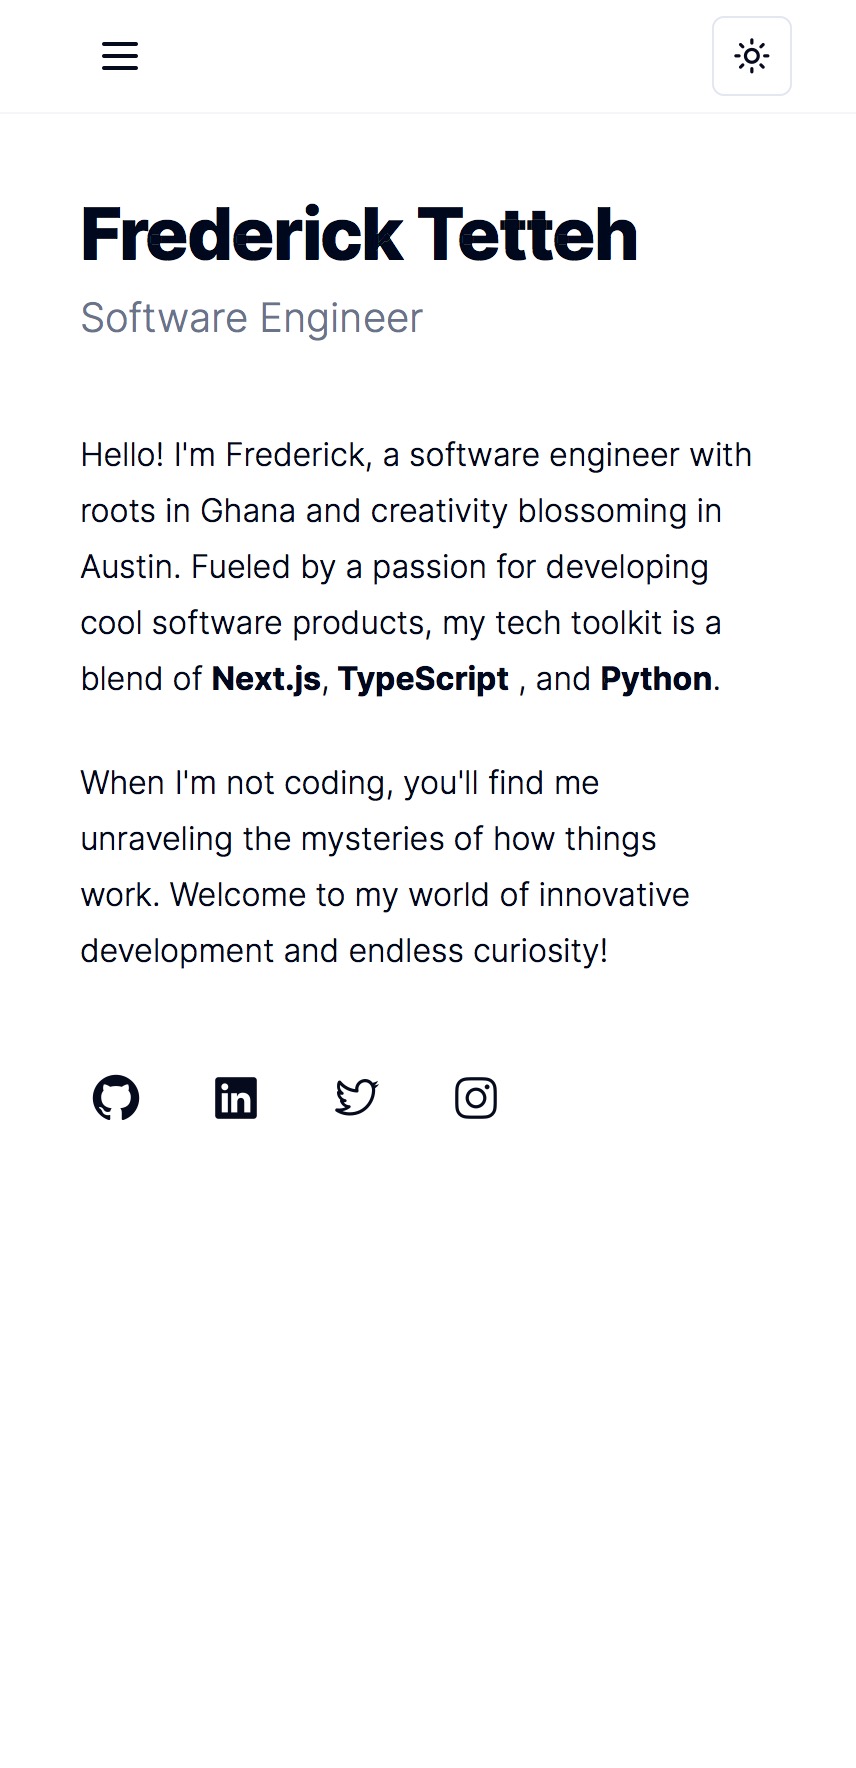 Frederick Tetteh
Software Engineer
Hello! I'm Frederick, a software engineer with
roots in Ghana and creativity blossoming in
Austin. Fueled by a passion for developing
cool software products, my tech toolkit is a
blend of Next.js, TypeScript , and Python.
When I'm not coding, you'll find me
unraveling the mysteries of how things
work. Welcome to my world of innovative
development and endless curiosity!
in